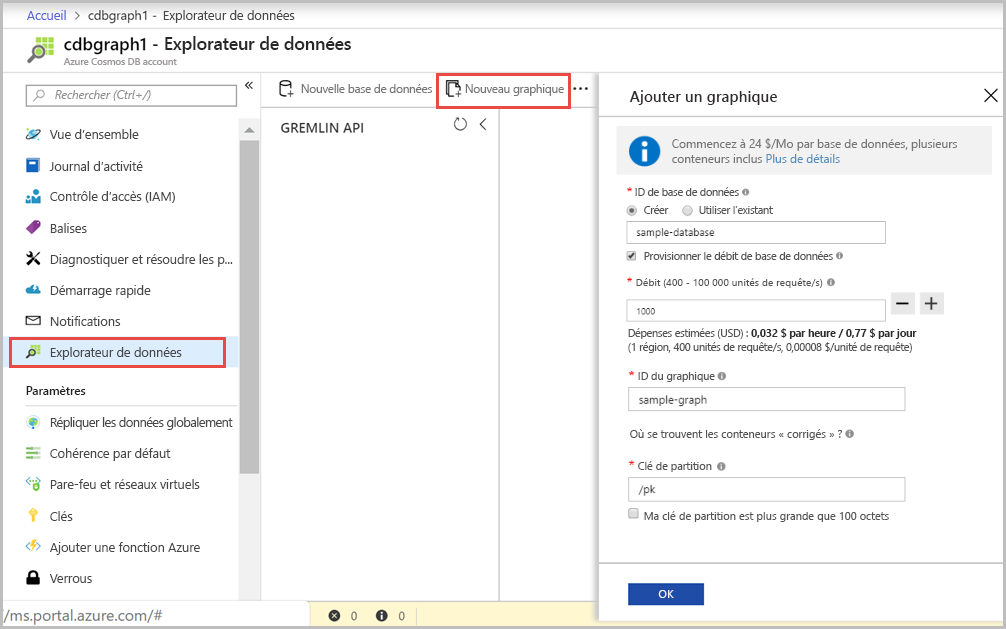 Accueil > cdbgraph1 - Explorateur de données
cdbgraph1 - Explorateur de données
Azure Cosmos DB account
Rechercher (Ctrl+/)
Vue d'ensemble
Journal d'activité
Contrôle d'accès (IAM)
Balises
Diagnostiquer et résoudre les p...
Démarrage rapide
Notifications
Explorateur de données
Paramètres
Répliquer les données globalement
Cohérence par défaut
Pare-feu et réseaux virtuels
Clés
Ajouter une fonction Azure
Verrous
/ms.portal.azure.com/#
Nouvelle base de données
Nouveau graphique
GREMLIN API
0
0
Ajouter un graphique
Commencez à 24 $/Mo par base de données, plusieurs
conteneurs inclus Plus de détails
* ID de base de données
Créer
Utiliser l'existant
sample-database
Provisionner le débit de base de données
* Débit (400 - 100 000 unités de requête/s)
1000
Dépenses estimées (USD) : 0,032 $ par heure / 0,77 $ par jour
(1 région, 400 unités de requête/s, 0,00008 $/unité de requête)
* ID du graphique
sample-graph
Où se trouvent les conteneurs « corrigés » ?
* Clé de partition
/pk
Ma clé de partition est plus grande que 100 octets
OK